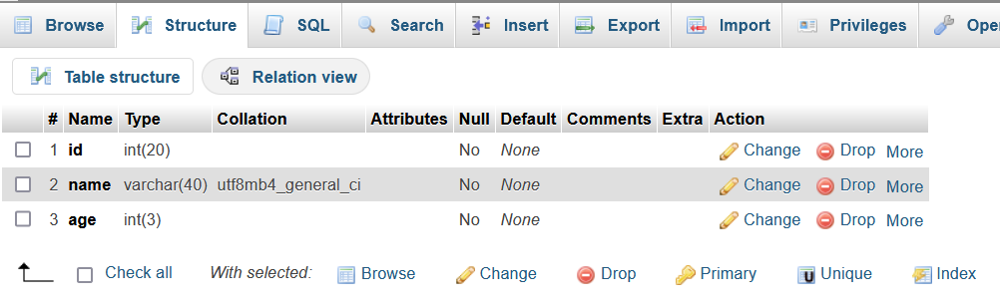 Browse Structure SQL Search Insert Export Import Privileges
Table structure Relation view
# Name Type Collation Attributes Null Default Comments Extra Action
1 id int(20) No None Change Drop More
2 name varchar(40) utf8mb4_general_ci No None Change Drop More
3 age int(3) No None Change Drop More
Check all With selected: Browse Change Drop Primary U Unique Index